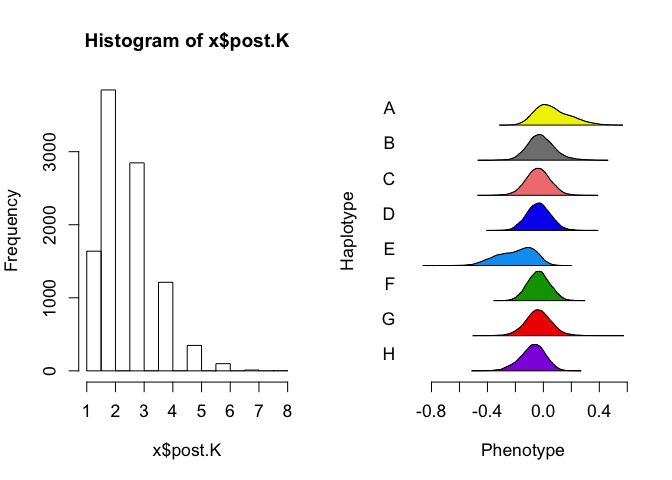 Histogram of x$post.K
Frequency
0 1000 2000 3000
1 2 3 4 5 6 7 8
x$post.K
Haplotype
A
B
C
D
E
F
G
H
-0.8 -0.4 0.0 0.4
Phenotype